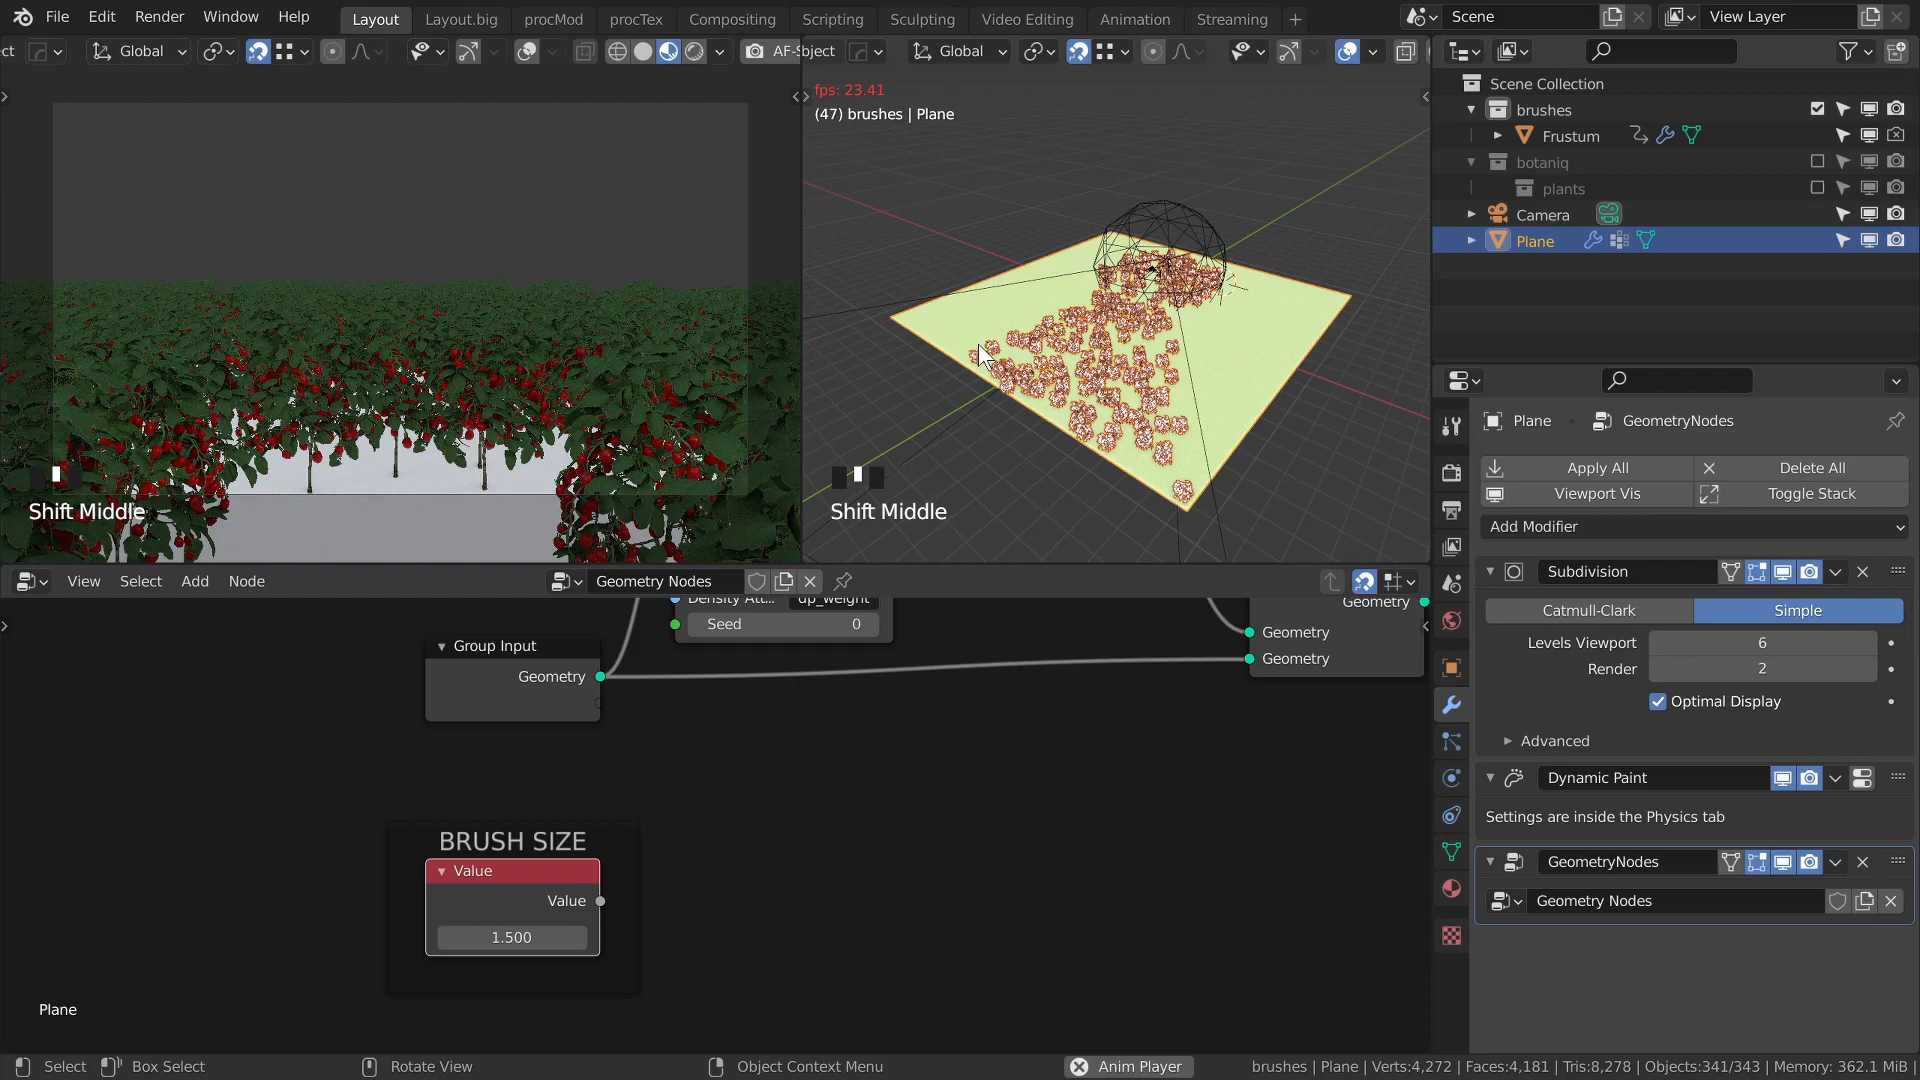 File Edit Render Window Help Layout Layout.big procMod procTex Compositing Scripting Sculpting Video Editing Animation Streaming + Scene View Layer
ct Global AF-S Object Global
fps: 23.41
(47) brushes | Plane
Scene Collection
brushes
Frustum
botaniq
plants
Camera
Plane
Plane GeometryNodes
Apply All Delete All
Viewport Vis Toggle Stack
Add Modifier
Shift Middle
Shift Middle
Subdivision
Catmull-Clark Simple
Levels Viewport 6
Render 2
Optimal Display
Advanced
Dynamic Paint
Settings are inside the Physics tab
GeometryNodes
Geometry Nodes
View Select Add Node Geometry Nodes
Density Att... dp_weight
Seed 0
Geometry
Geometry
Geometry
Group Input
Geometry
BRUSH SIZE
Value
Value
1.500
Plane
Select Box Select Rotate View Object Context Menu Anim Player brushes | Plane | Verts:4,272 | Faces:4,181 | Tris:8,278 | Objects:341/343 | Memory: 362.1 MiB |